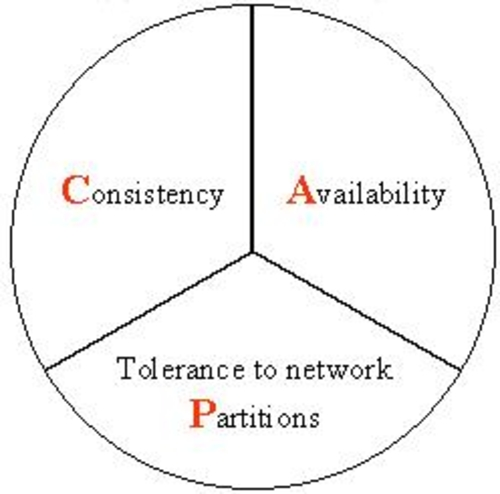 Consistency
Availability
Tolerance to network
Partitions